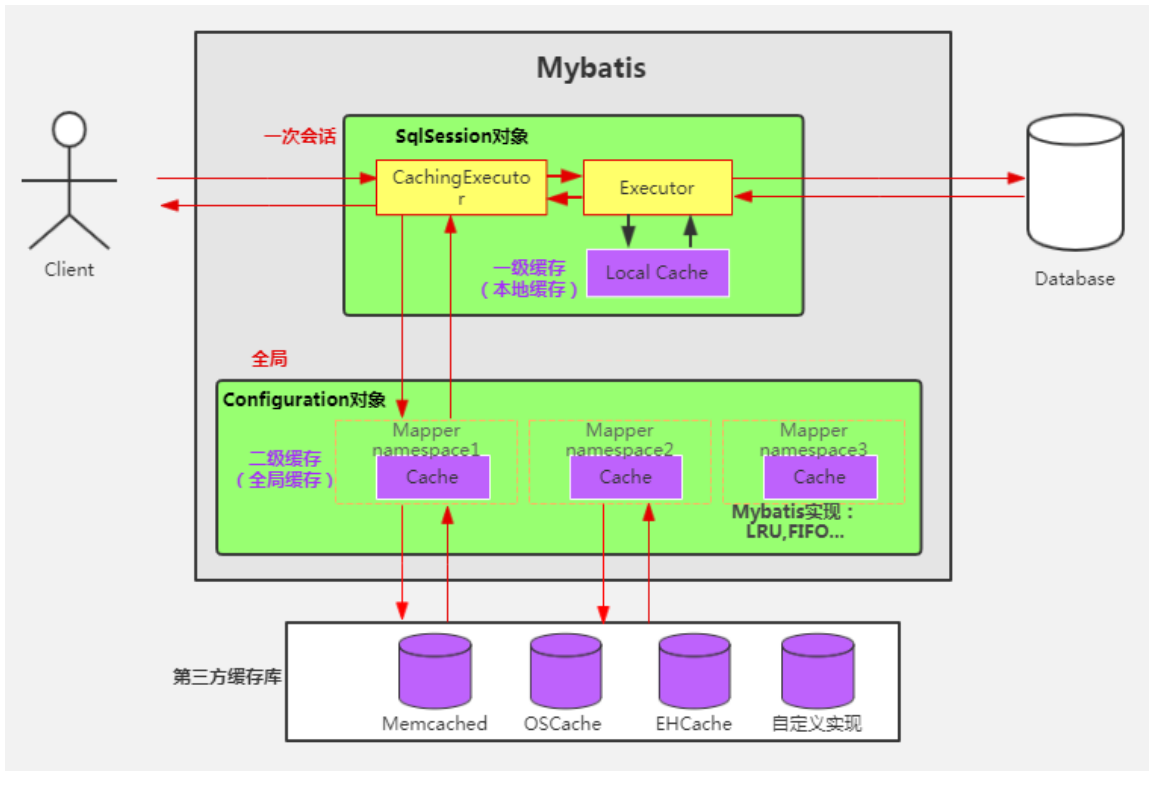 Mybatis
一次会话
SqlSession对象
CachingExecuto
r
Executor
Client
一级缓存
（本地缓存）
Local Cache
Database
全局
Configuration对象
二级缓存
（全局缓存）
Mapper
namespace1
Cache
Mapper
namespace2
Cache
Mapper
namespace3
Cache
Mybatis实现：
LRU,FIFO...
第三方缓存库
Memcached
OSCache
EHCache
自定义实现